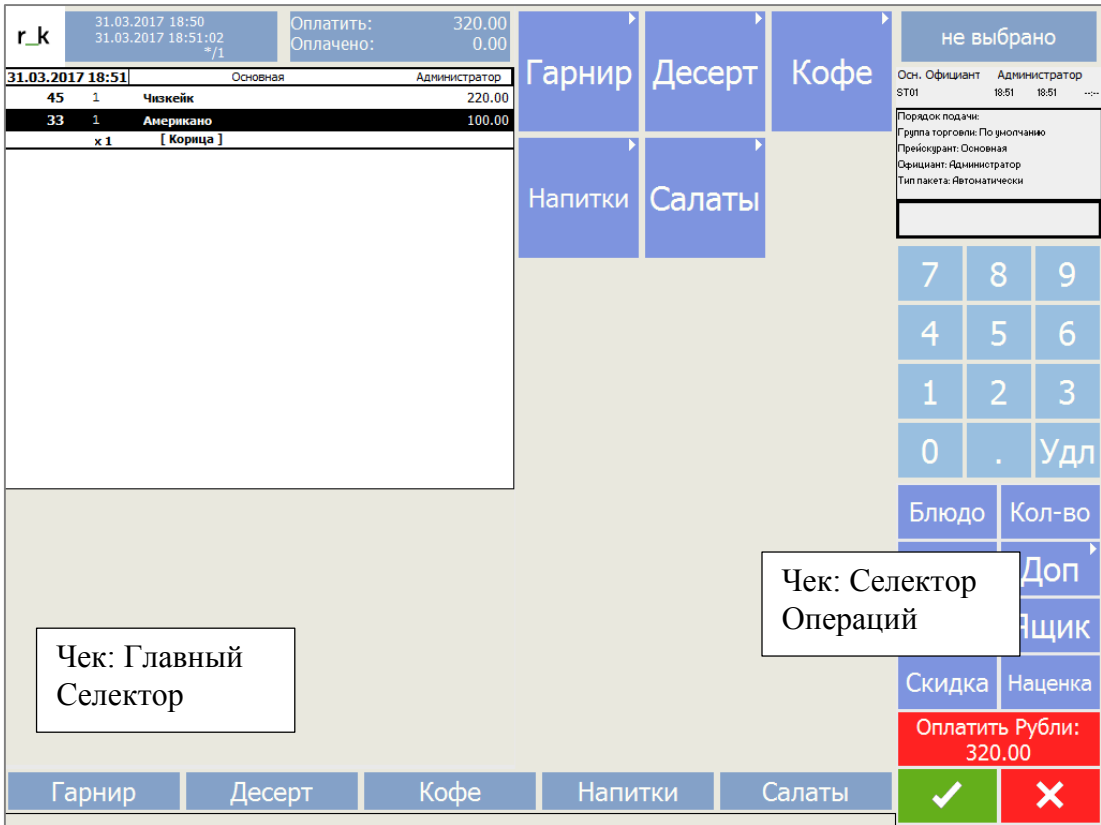 r_k
31.03.2017 18:50
31.03.2017 18:51:02
*/1
Оплатить: 320.00
Оплачено: 0.00
31.03.2017 18:51 Основная Администратор
45 1 Чизкейк 220.00
33 1 Американо 100.00
x 1 [ Корица ]
Гарнир Десерт Кофе
Напитки Салаты
не выбрано
Осн. Официант Администратор
ST01 18:51 18:51 --:--
Порядок подачи:
Группа торговли: По умолчанию
Прейскурант: Основная
Официант: Администратор
Тип пакета: Автоматически
7 8 9
4 5 6
1 2 3
0 . Удл
Блюдо Кол-во
Доп
Ящик
Скидка Наценка
Чек: Селектор
Операций
Чек: Главный
Селектор
Оплатить Рубли:
320.00
Гарнир Десерт Кофе Напитки Салаты